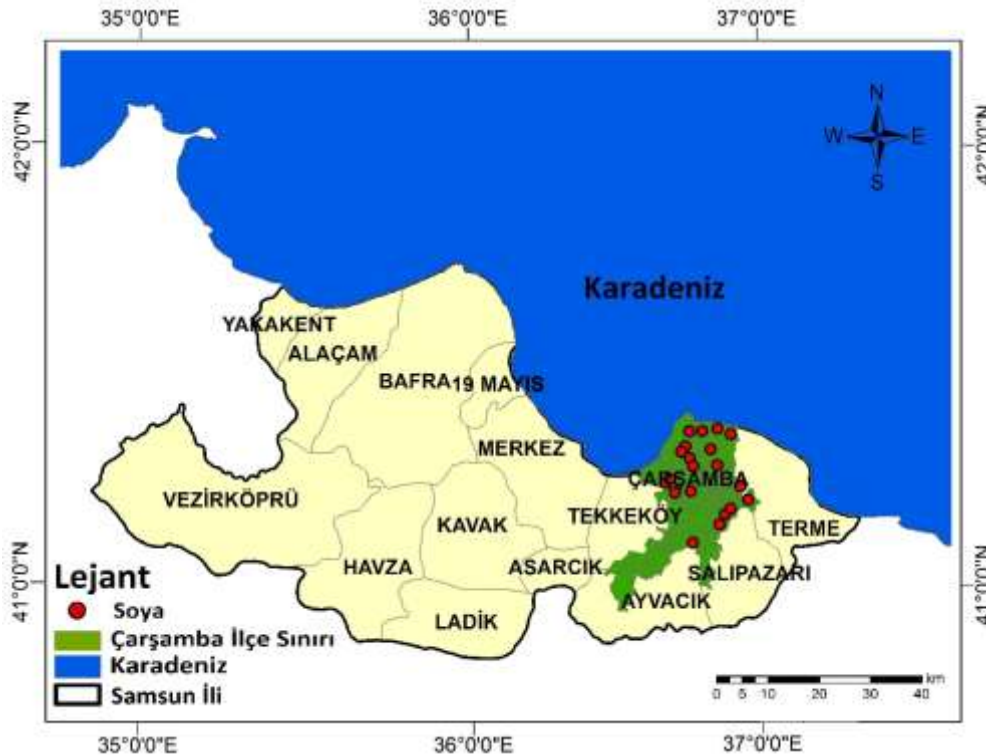 35°0'0"E 36°0'0"E 37°0'0"E
42°0'0"N
42°0'0"N
N
W E
S
Karadeniz
YAKAKENT
ALAÇAM
BAFRA 19 MAYIS
MERKEZ
ÇARŞAMBA
VEZİRKÖPRÜ
TEKKEKÖY
KAVAK
TERME
HAVZA
ASARCIK
SALIPAZARI
AYVACIK
LADİK
41°0'0"N
41°0'0"N
Lejant
Soya
Çarşamba İlçe Sınırı
Karadeniz
Samsun İli
km
0 5 10 20 30 40
35°0'0"E 36°0'0"E 37°0'0"E